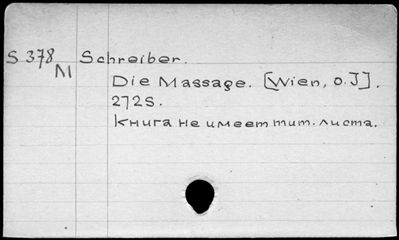 S 378 Schreiber.
M
Die Massage. [Wien, o.J].
272S.
Книга не имеет тит. листа.